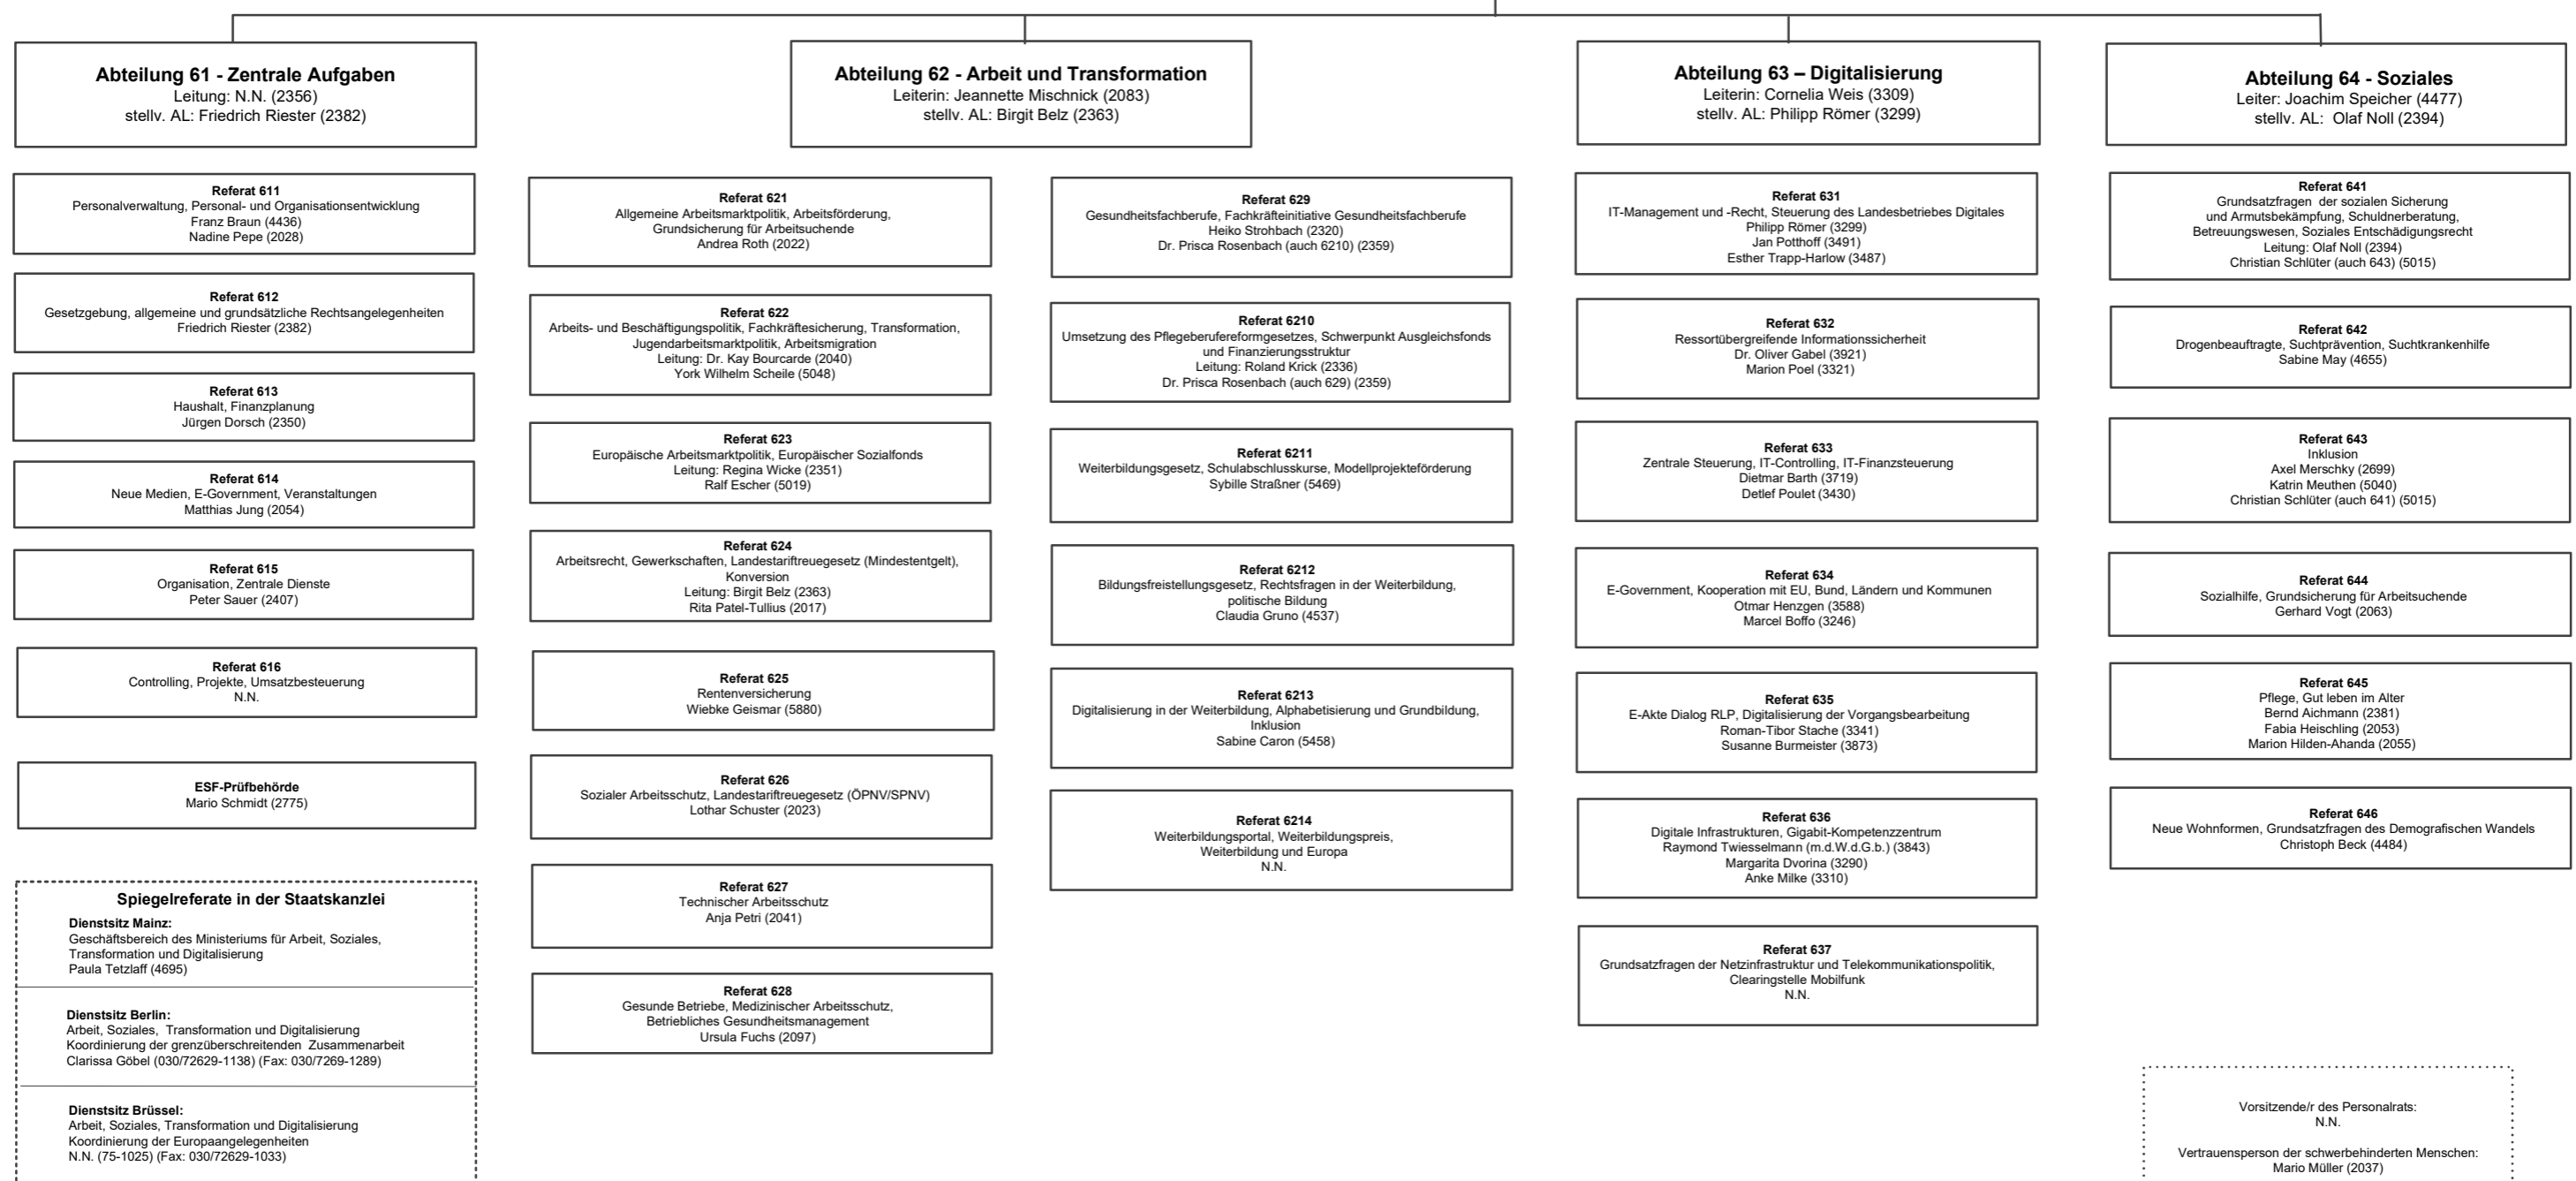 Abteilung 61 - Zentrale Aufgaben
Leitung: N.N. (2356)
stellv. AL: Friedrich Riester (2382)
Referat 611
Personalverwaltung, Personal- und Organisationsentwicklung
Franz Braun (4436)
Nadine Pepe (2028)
Referat 612
Gesetzgebung, allgemeine und grundsätzliche Rechtsangelegenheiten
Friedrich Riester (2382)
Referat 613
Haushalt, Finanzplanung
Jürgen Dorsch (2350)
Referat 614
Neue Medien, E-Government, Veranstaltungen
Matthias Jung (2054)
Referat 615
Organisation, Zentrale Dienste
Peter Sauer (2407)
Referat 616
Controlling, Projekte, Umsatzbesteuerung
N.N.
ESF-Prüfbehörde
Mario Schmidt (2775)
Spiegelreferate in der Staatskanzlei
Dienstsitz Mainz:
Geschäftsbereich des Ministeriums für Arbeit, Soziales,
Transformation und Digitalisierung
Paula Tetzlaff (4695)
Dienstsitz Berlin:
Arbeit, Soziales, Transformation und Digitalisierung
Koordinierung der grenzüberschreitenden Zusammenarbeit
Clarissa Göbel (030/72629-1138) (Fax: 030/7269-1289)
Dienstsitz Brüssel:
Arbeit, Soziales, Transformation und Digitalisierung
Koordinierung der Europaangelegenheiten
N.N. (75-1025) (Fax: 030/72629-1033)
Abteilung 62 - Arbeit und Transformation
Leiterin: Jeannette Mischnick (2083)
stellv. AL: Birgit Belz (2363)
Referat 621
Allgemeine Arbeitsmarktpolitik, Arbeitsförderung,
Grundsicherung für Arbeitsuchende
Andrea Roth (2022)
Referat 622
Arbeits- und Beschäftigungspolitik, Fachkräftesicherung, Transformation,
Jugendarbeitsmarktpolitik, Arbeitsmigration
Leitung: Dr. Kay Bourcarde (2040)
York Wilhelm Scheile (5048)
Referat 623
Europäische Arbeitsmarktpolitik, Europäischer Sozialfonds
Leitung: Regina Wicke (2351)
Ralf Escher (5019)
Referat 624
Arbeitsrecht, Gewerkschaften, Landestariftreuegesetz (Mindestentgelt),
Konversion
Leitung: Birgit Belz (2363)
Rita Patel-Tullius (2017)
Referat 625
Rentenversicherung
Wiebke Geismar (5880)
Referat 626
Sozialer Arbeitsschutz, Landestariftreuegesetz (ÖPNV/SPNV)
Lothar Schuster (2023)
Referat 627
Technischer Arbeitsschutz
Anja Petri (2041)
Referat 628
Gesunde Betriebe, Medizinischer Arbeitsschutz,
Betriebliches Gesundheitsmanagement
Ursula Fuchs (2097)
Referat 629
Gesundheitsfachberufe, Fachkräfteinitiative Gesundheitsfachberufe
Heiko Strohbach (2320)
Dr. Prisca Rosenbach (auch 6210) (2359)
Referat 6210
Umsetzung des Pflegeberufereformgesetzes, Schwerpunkt Ausgleichsfonds
und Finanzierungsstruktur
Leitung: Roland Krick (2336)
Dr. Prisca Rosenbach (auch 629) (2359)
Referat 6211
Weiterbildungsgesetz, Schulabschlusskurse, Modellprojekteförderung
Sybille Straßner (5469)
Referat 6212
Bildungsfreistellungsgesetz, Rechtsfragen in der Weiterbildung,
politische Bildung
Claudia Gruno (4537)
Referat 6213
Digitalisierung in der Weiterbildung, Alphabetisierung und Grundbildung,
Inklusion
Sabine Caron (5458)
Referat 6214
Weiterbildungsportal, Weiterbildungspreis,
Weiterbildung und Europa
N.N.
Abteilung 63 – Digitalisierung
Leiterin: Cornelia Weis (3309)
stellv. AL: Philipp Römer (3299)
Referat 631
IT-Management und -Recht, Steuerung des Landesbetriebes Digitales
Philipp Römer (3299)
Jan Potthoff (3491)
Esther Trapp-Harlow (3487)
Referat 632
Ressortübergreifende Informationssicherheit
Dr. Oliver Gabel (3921)
Marion Poel (3321)
Referat 633
Zentrale Steuerung, IT-Controlling, IT-Finanzsteuerung
Dietmar Barth (3719)
Detlef Poulet (3430)
Referat 634
E-Government, Kooperation mit EU, Bund, Ländern und Kommunen
Otmar Henzgen (3588)
Marcel Boffo (3246)
Referat 635
E-Akte Dialog RLP, Digitalisierung der Vorgangsbearbeitung
Roman-Tibor Stache (3341)
Susanne Burmeister (3873)
Referat 636
Digitale Infrastrukturen, Gigabit-Kompetenzzentrum
Raymond Twiesselmann (m.d.W.d.G.b.) (3843)
Margarita Dvorina (3290)
Anke Milke (3310)
Referat 637
Grundsatzfragen der Netzinfrastruktur und Telekommunikationspolitik,
Clearingstelle Mobilfunk
N.N.
Abteilung 64 - Soziales
Leiter: Joachim Speicher (4477)
stellv. AL: Olaf Noll (2394)
Referat 641
Grundsatzfragen der sozialen Sicherung
und Armutsbekämpfung, Schuldnerberatung,
Betreuungswesen, Soziales Entschädigungsrecht
Leitung: Olaf Noll (2394)
Christian Schlüter (auch 643) (5015)
Referat 642
Drogenbeauftragte, Suchtprävention, Suchtkrankenhilfe
Sabine May (4655)
Referat 643
Inklusion
Axel Merschky (2699)
Katrin Meuthen (5040)
Christian Schlüter (auch 641) (5015)
Referat 644
Sozialhilfe, Grundsicherung für Arbeitsuchende
Gerhard Vogt (2063)
Referat 645
Pflege, Gut leben im Alter
Bernd Aichmann (2381)
Fabia Heischling (2053)
Marion Hilden-Ahanda (2055)
Referat 646
Neue Wohnformen, Grundsatzfragen des Demografischen Wandels
Christoph Beck (4484)
Vorsitzende/r des Personalrats:
N.N.
Vertrauensperson der schwerbehinderten Menschen:
Mario Müller (2037)